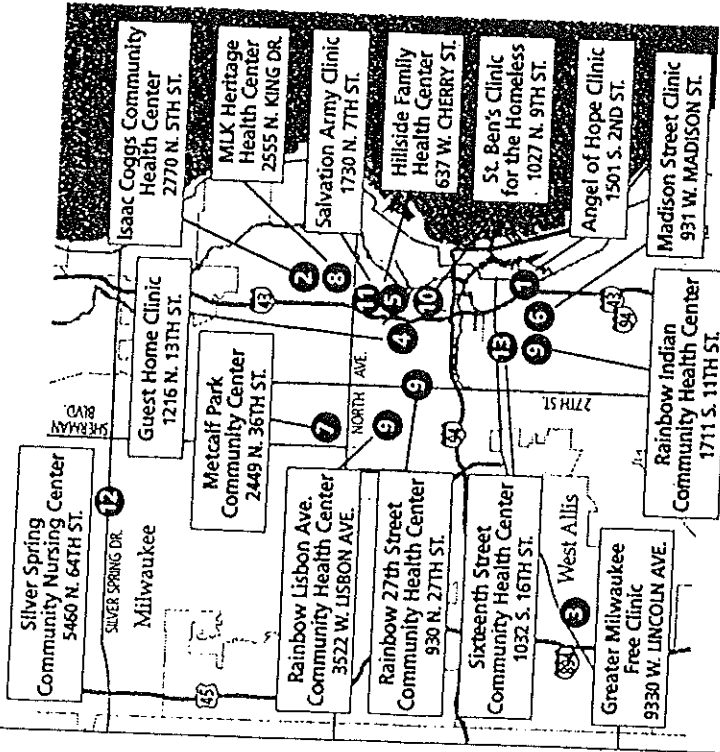 Silver Spring
Community Nursing Center
5460 N. 64TH ST.
Guest Home Clinic
1216 N. 13TH ST.
Metcalf Park
Community Center
2449 N. 36TH ST.
Isaac Coggs Community
Health Center
2770 N. 5TH ST.
MLK Heritage
Health Center
2555 N. KING DR.
Salvation Army Clinic
1730 N. 7TH ST.
Hillside Family
Health Center
637 W. CHERRY ST.
St. Ben's Clinic
for the Homeless
1027 N. 9TH ST.
Angel of Hope Clinic
1501 S. 2ND ST.
Madison Street Clinic
931 W. MADISON ST.
Rainbow Indian
Community Health Center
1711 S. 11TH ST.
Rainbow Lisbon Ave.
Community Health Center
3522 W. LISBON AVE.
Rainbow 27th Street
Community Health Center
930 N. 27TH ST.
Sixteenth Street
Community Health Center
1032 S. 16TH ST.
Greater Milwaukee
Free Clinic
9330 W. LINCOLN AVE.
SILVER SPRING DR.
Milwaukee
SHERMAN
BLVD.
NORTH AVE.
27TH ST.
West Allis
45
43
94
43
94
894
12
7
9
9
4
2
8
11
5
10
13
1
6
9
3